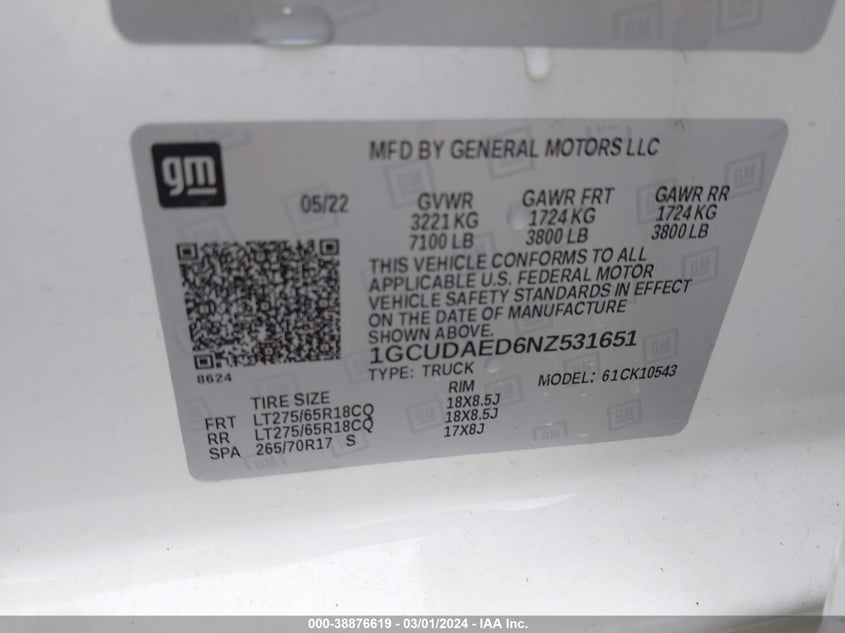 gm
MFD BY GENERAL MOTORS LLC
05/22
GVWR
3221 KG
7100 LB
GAWR FRT
1724 KG
3800 LB
GAWR RR
1724 KG
3800 LB
THIS VEHICLE CONFORMS TO ALL
APPLICABLE U.S. FEDERAL MOTOR
VEHICLE SAFETY STANDARDS IN EFFECT
ON THE DATE OF MANUFACTURE
SHOWN ABOVE.
1GCUDAED6NZ531651
TYPE: TRUCK
MODEL: 61CK10543
8624
TIRE SIZE RIM
FRT LT275/65R18CQ 18X8.5J
RR LT275/65R18CQ 18X8.5J
SPA 265/70R17 S 17X8J
000-38876619 - 03/01/2024 - IAA Inc.